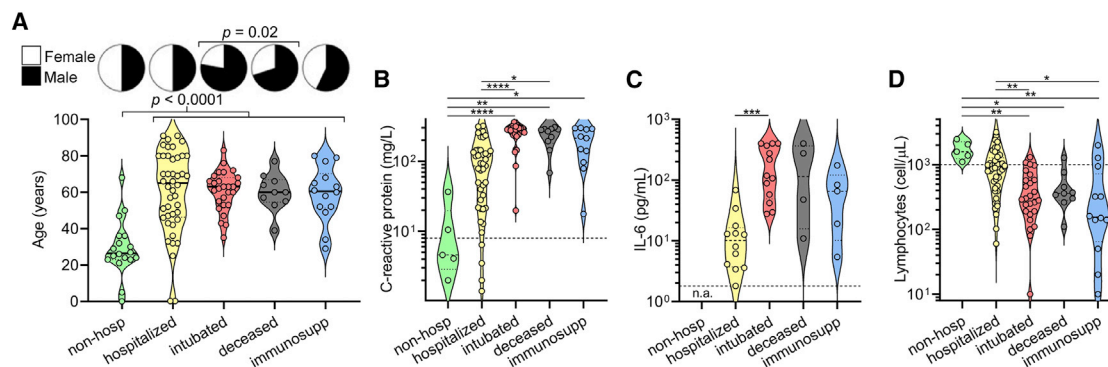 A
p = 0.02
Female
Male
p < 0.0001
Age (years)
100
80
60
40
20
0
non-hosp
hospitalized
intubated
deceased
immunosupp
B
*
****
*
**
****
C-reactive protein (mg/L)
10²
10¹
non-hosp
hospitalized
intubated
deceased
immunosupp
C
***
IL-6 (pg/mL)
10³
10²
10¹
10⁰
n.a.
non-hosp
hospitalized
intubated
deceased
immunosupp
D
*
**
**
*
**
Lymphocytes (cell/µL)
10³
10²
10¹
non-hosp
hospitalized
intubated
deceased
immunosupp